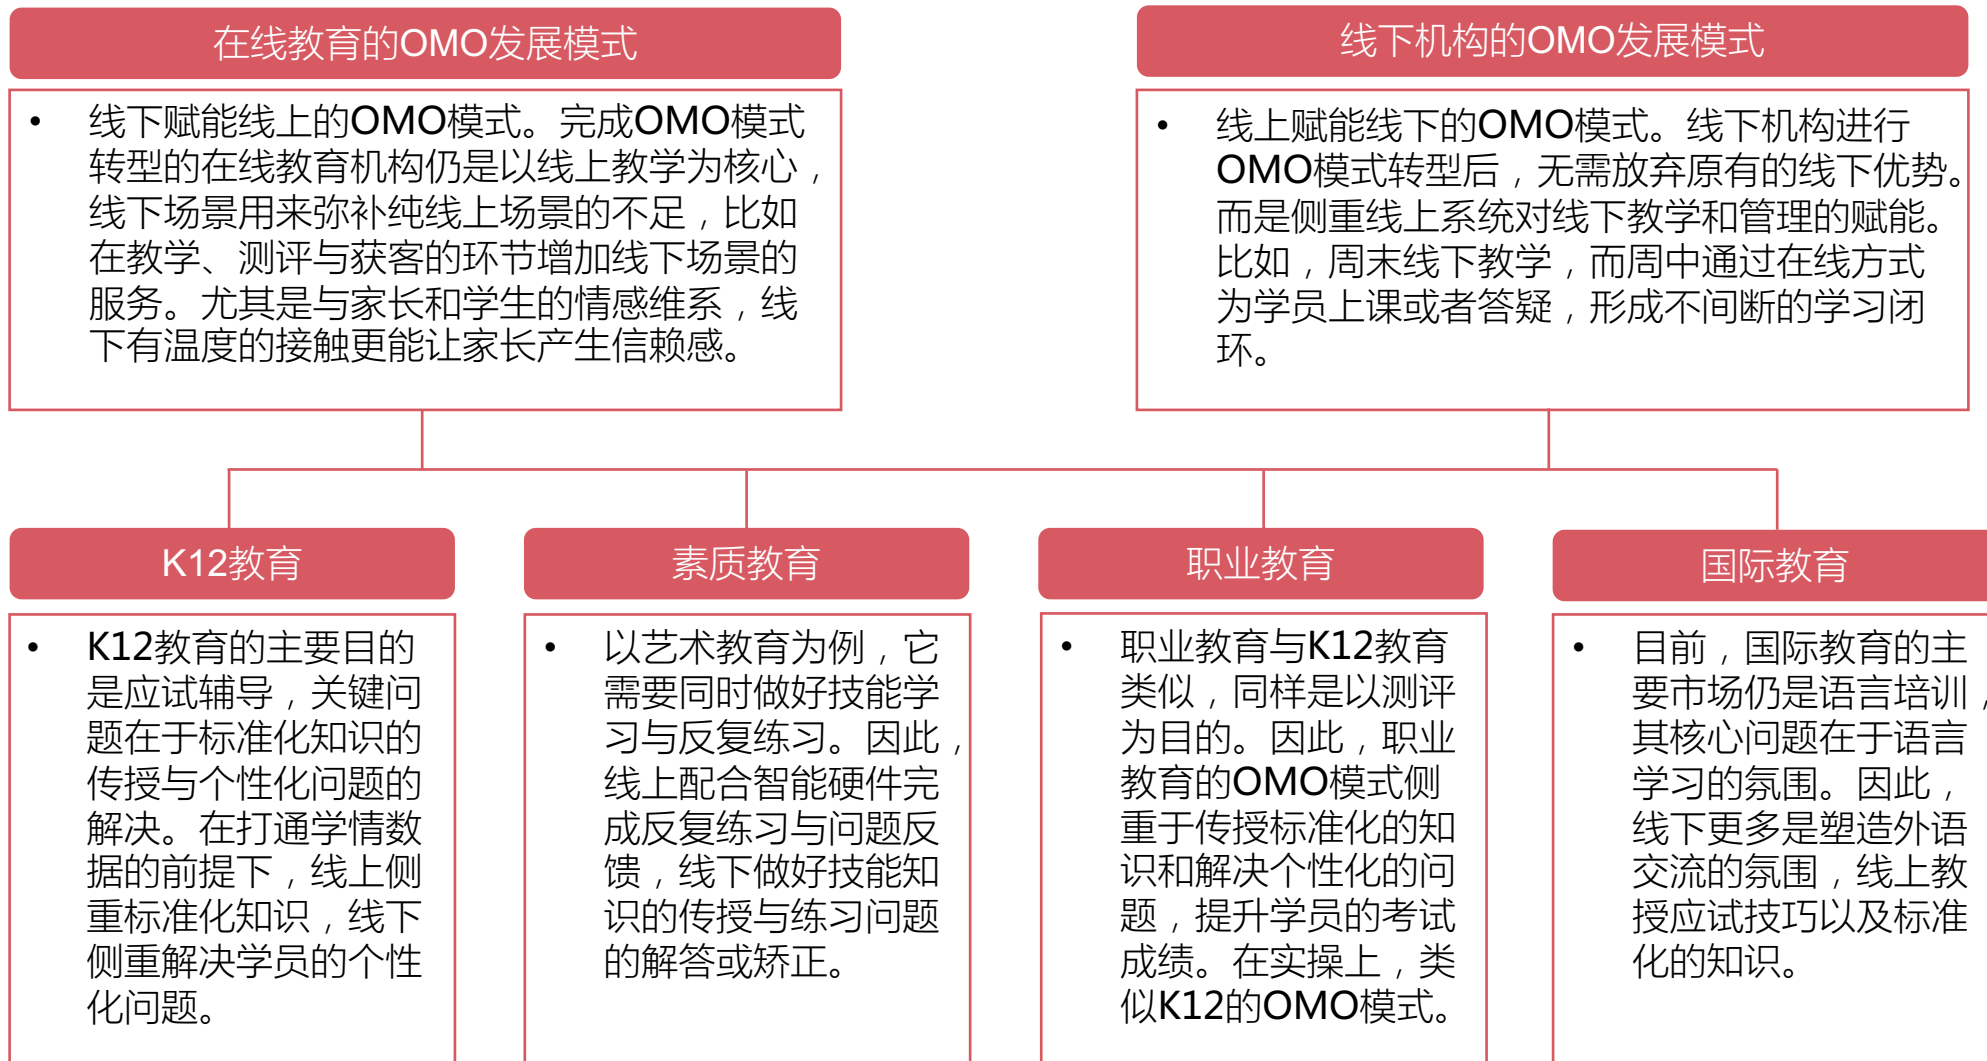 在线教育的OMO发展模式
• 线下赋能线上的OMO模式。完成OMO模式
转型的在线教育机构仍是以线上教学为核心，
线下场景用来弥补纯线上场景的不足，比如
在教学、测评与获客的环节增加线下场景的
服务。尤其是与家长和学生的情感维系，线
下有温度的接触更能让家长产生信赖感。
线下机构的OMO发展模式
• 线上赋能线下的OMO模式。线下机构进行
OMO模式转型后，无需放弃原有的线下优势。
而是侧重线上系统对线下教学和管理的赋能。
比如，周末线下教学，而周中通过在线方式
为学员上课或者答疑，形成不间断的学习闭
环。
K12教育
• K12教育的主要目的
是应试辅导，关键问
题在于标准化知识的
传授与个性化问题的
解决。在打通学情数
据的前提下，线上侧
重标准化知识，线下
侧重解决学员的个性
化问题。
素质教育
• 以艺术教育为例，它
需要同时做好技能学
习与反复练习。因此，
线上配合智能硬件完
成反复练习与问题反
馈，线下做好技能知
识的传授与练习问题
的解答或矫正。
职业教育
• 职业教育与K12教育
类似，同样是以测评
为目的。因此，职业
教育的OMO模式侧
重于传授标准化的知
识和解决个性化的问
题，提升学员的考试
成绩。在实操上，类
似K12的OMO模式。
国际教育
• 目前，国际教育的主
要市场仍是语言培训，
其核心问题在于语言
学习的氛围。因此，
线下更多是塑造外语
交流的氛围，线上教
授应试技巧以及标准
化的知识。